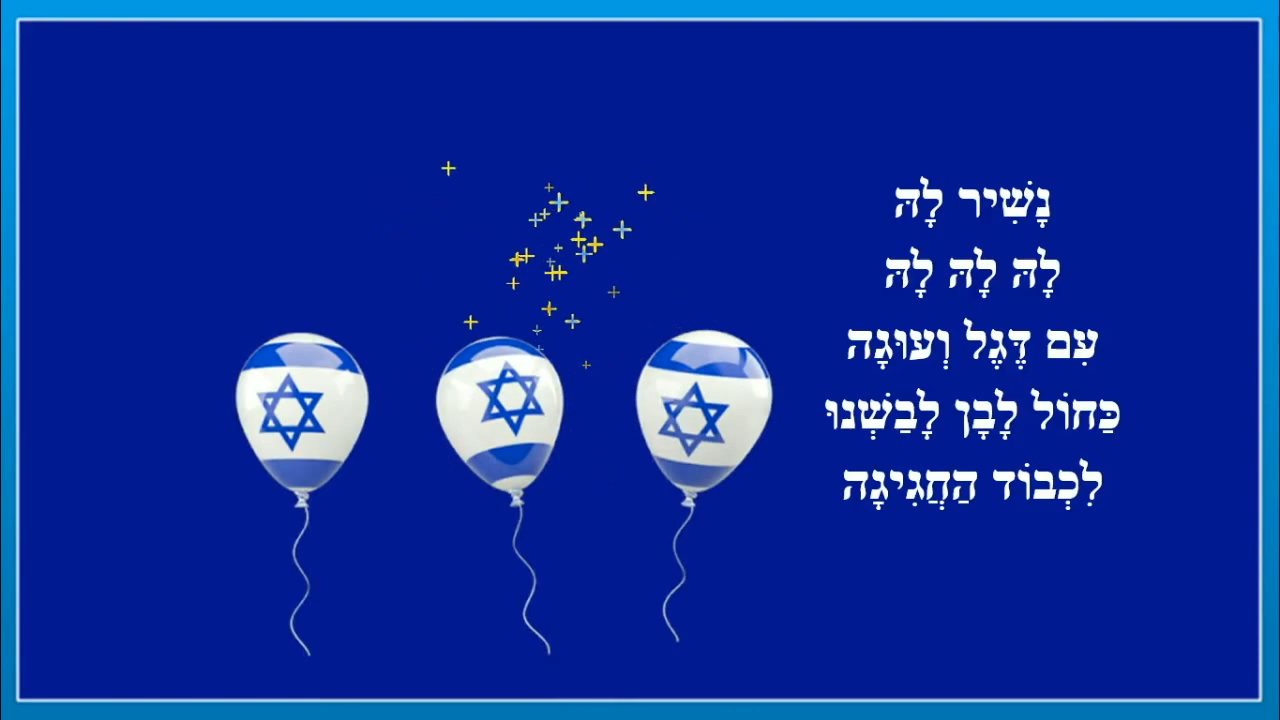 נָשִׁיר לָהּ
לָהּ לָהּ לָהּ
עִם דֶּגֶל וְעוּגָה
כַּחוֹל לָבָן לָבַשְׁנוּ
לִכְבוֹד הַחֲגִיגָה